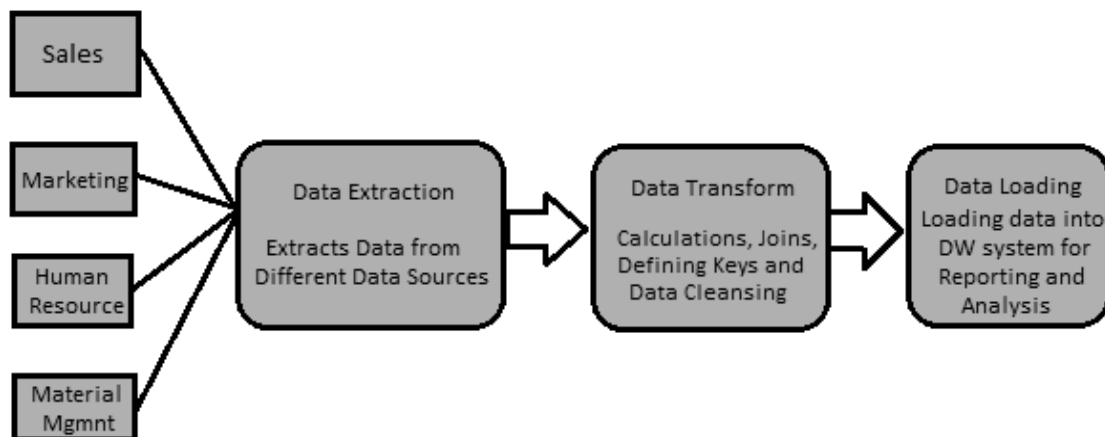 Sales
Marketing
Human
Resource
Material
Mgmnt
Data Extraction
Extracts Data from
Different Data Sources
Data Transform
Calculations, Joins,
Defining Keys and
Data Cleansing
Data Loading
Loading data into
DW system for
Reporting and
Analysis